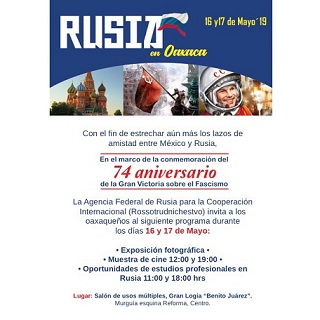 RUSIA
en Oaxaca
16 y17 de Mayo´19
Con el fin de estrechar aún más los lazos de
amistad entre México y Rusia,
En el marco de la conmemoración del
74 aniversario
de la Gran Victoria sobre el Fascismo
La Agencia Federal de Rusia para la Cooperación
Internacional (Rossotrudnichestvo) invita a los
oaxaqueños al siguiente programa durante
los días 16 y 17 de Mayo:
• Exposición fotográfica •
• Muestra de cine 12:00 y 19:00 •
• Oportunidades de estudios profesionales en
Rusia 11:00 y 18:00 hrs
Lugar: Salón de usos múltiples, Gran Logia “Benito Juárez”.
Murguía esquina Reforma, Centro.